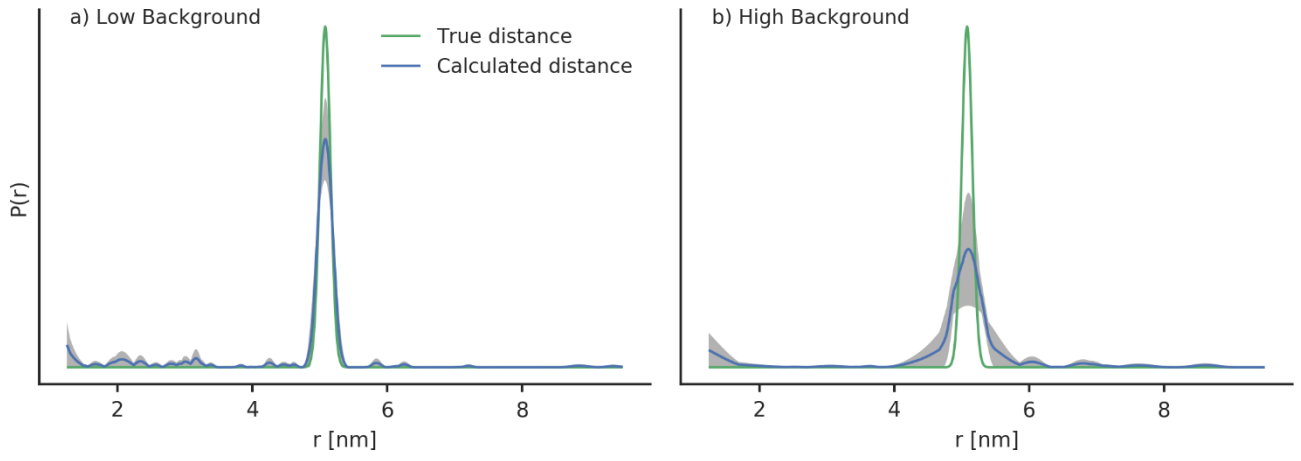 a) Low Background
True distance
Calculated distance
P(r)
2 4 6 8
r [nm]
b) High Background
2 4 6 8
r [nm]